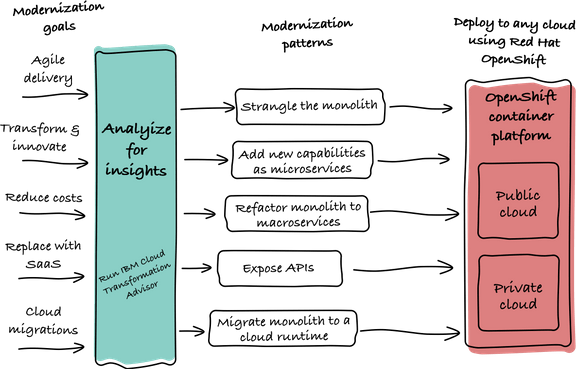 Modernization
goals
Agile
delivery
Transform &
innovate
Reduce costs
Replace with
SaaS
Cloud
migrations
Analyize
for
insights
Run IBM Cloud
Transformation
Advisor
Modernization
patterns
Strangle the monolith
Add new capabilities
as microservices
Refactor monolith to
macroservices
Expose APIs
Migrate monolith to a
cloud runtime
Deploy to any cloud
using Red Hat
OpenShift
OpenShift
container
platform
Public
cloud
Private
cloud